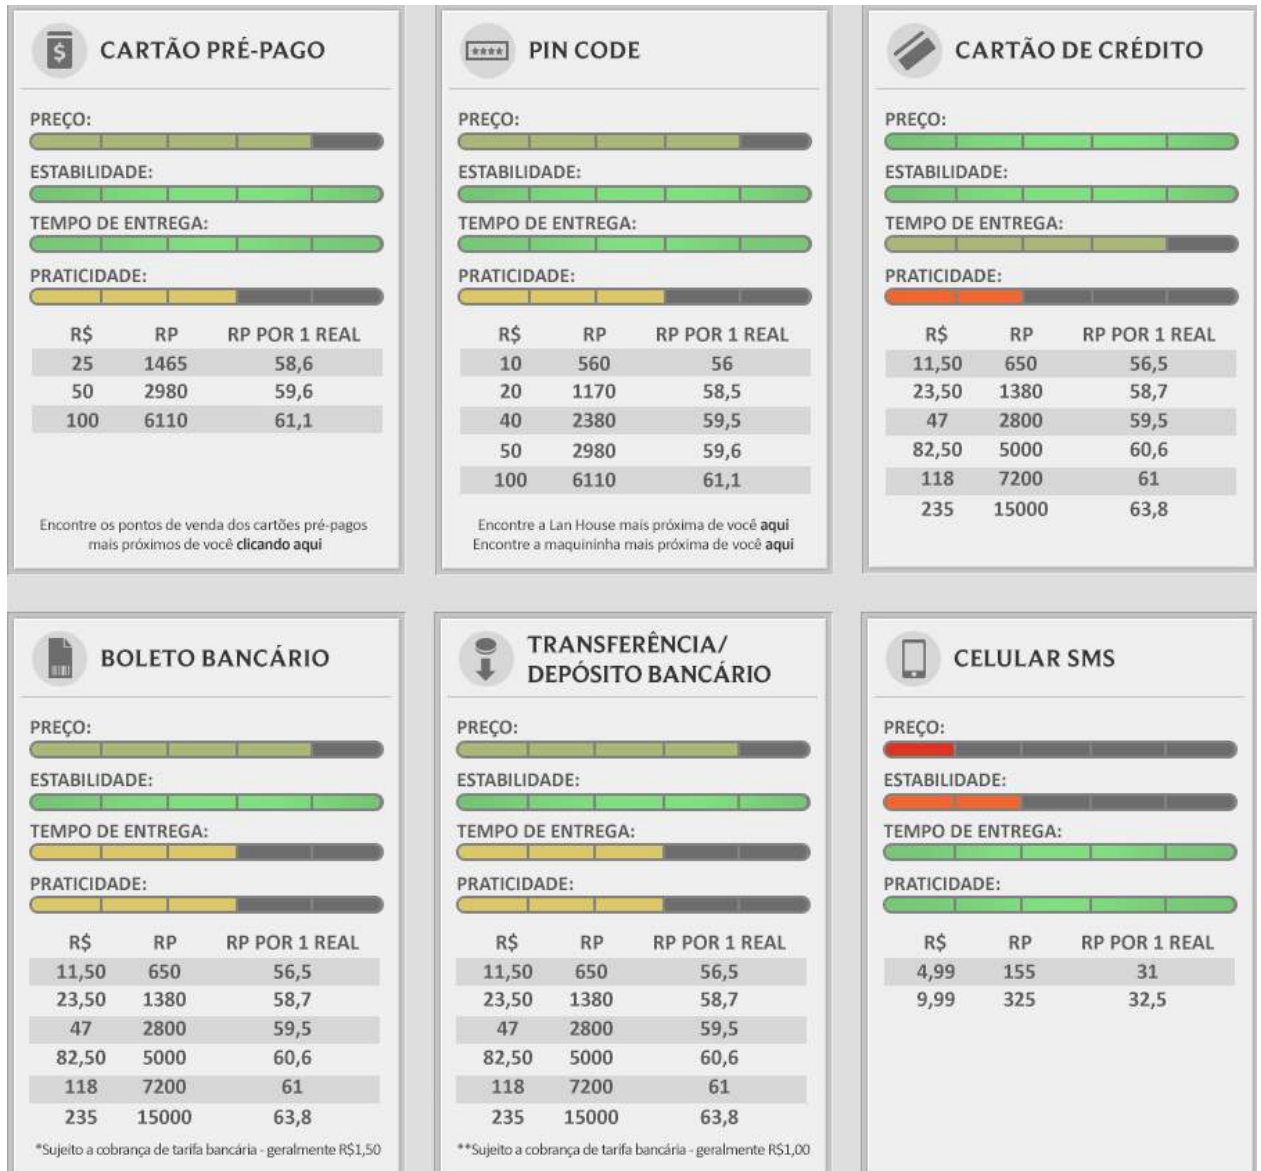 CARTÃO PRÉ-PAGO
PREÇO:
ESTABILIDADE:
TEMPO DE ENTREGA:
PRATICIDADE:
R$ RP RP POR 1 REAL
25 1465 58,6
50 2980 59,6
100 6110 61,1
Encontre os pontos de venda dos cartões pré-pagos
mais próximos de você clicando aqui
**** PIN CODE
PREÇO:
ESTABILIDADE:
TEMPO DE ENTREGA:
PRATICIDADE:
R$ RP RP POR 1 REAL
10 560 56
20 1170 58,5
40 2380 59,5
50 2980 59,6
100 6110 61,1
Encontre a Lan House mais próxima de você aqui
Encontre a maquininha mais próxima de você aqui
CARTÃO DE CRÉDITO
PREÇO:
ESTABILIDADE:
TEMPO DE ENTREGA:
PRATICIDADE:
R$ RP RP POR 1 REAL
11,50 650 56,5
23,50 1380 58,7
47 2800 59,5
82,50 5000 60,6
118 7200 61
235 15000 63,8
BOLETO BANCÁRIO
PREÇO:
ESTABILIDADE:
TEMPO DE ENTREGA:
PRATICIDADE:
R$ RP RP POR 1 REAL
11,50 650 56,5
23,50 1380 58,7
47 2800 59,5
82,50 5000 60,6
118 7200 61
235 15000 63,8
*Sujeito a cobrança de tarifa bancária - geralmente R$1,50
TRANSFERÊNCIA/
DEPÓSITO BANCÁRIO
PREÇO:
ESTABILIDADE:
TEMPO DE ENTREGA:
PRATICIDADE:
R$ RP RP POR 1 REAL
11,50 650 56,5
23,50 1380 58,7
47 2800 59,5
82,50 5000 60,6
118 7200 61
235 15000 63,8
**Sujeito a cobrança de tarifa bancária - geralmente R$1,00
CELULAR SMS
PREÇO:
ESTABILIDADE:
TEMPO DE ENTREGA:
PRATICIDADE:
R$ RP RP POR 1 REAL
4,99 155 31
9,99 325 32,5